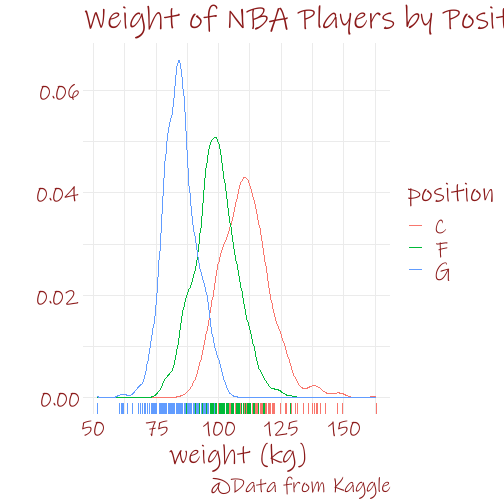 Weight of NBA Players by Posit
0.06
0.04
0.02
0.00
50 75 100 125 150
weight (kg)
@Data from Kaggle
position
C
F
G